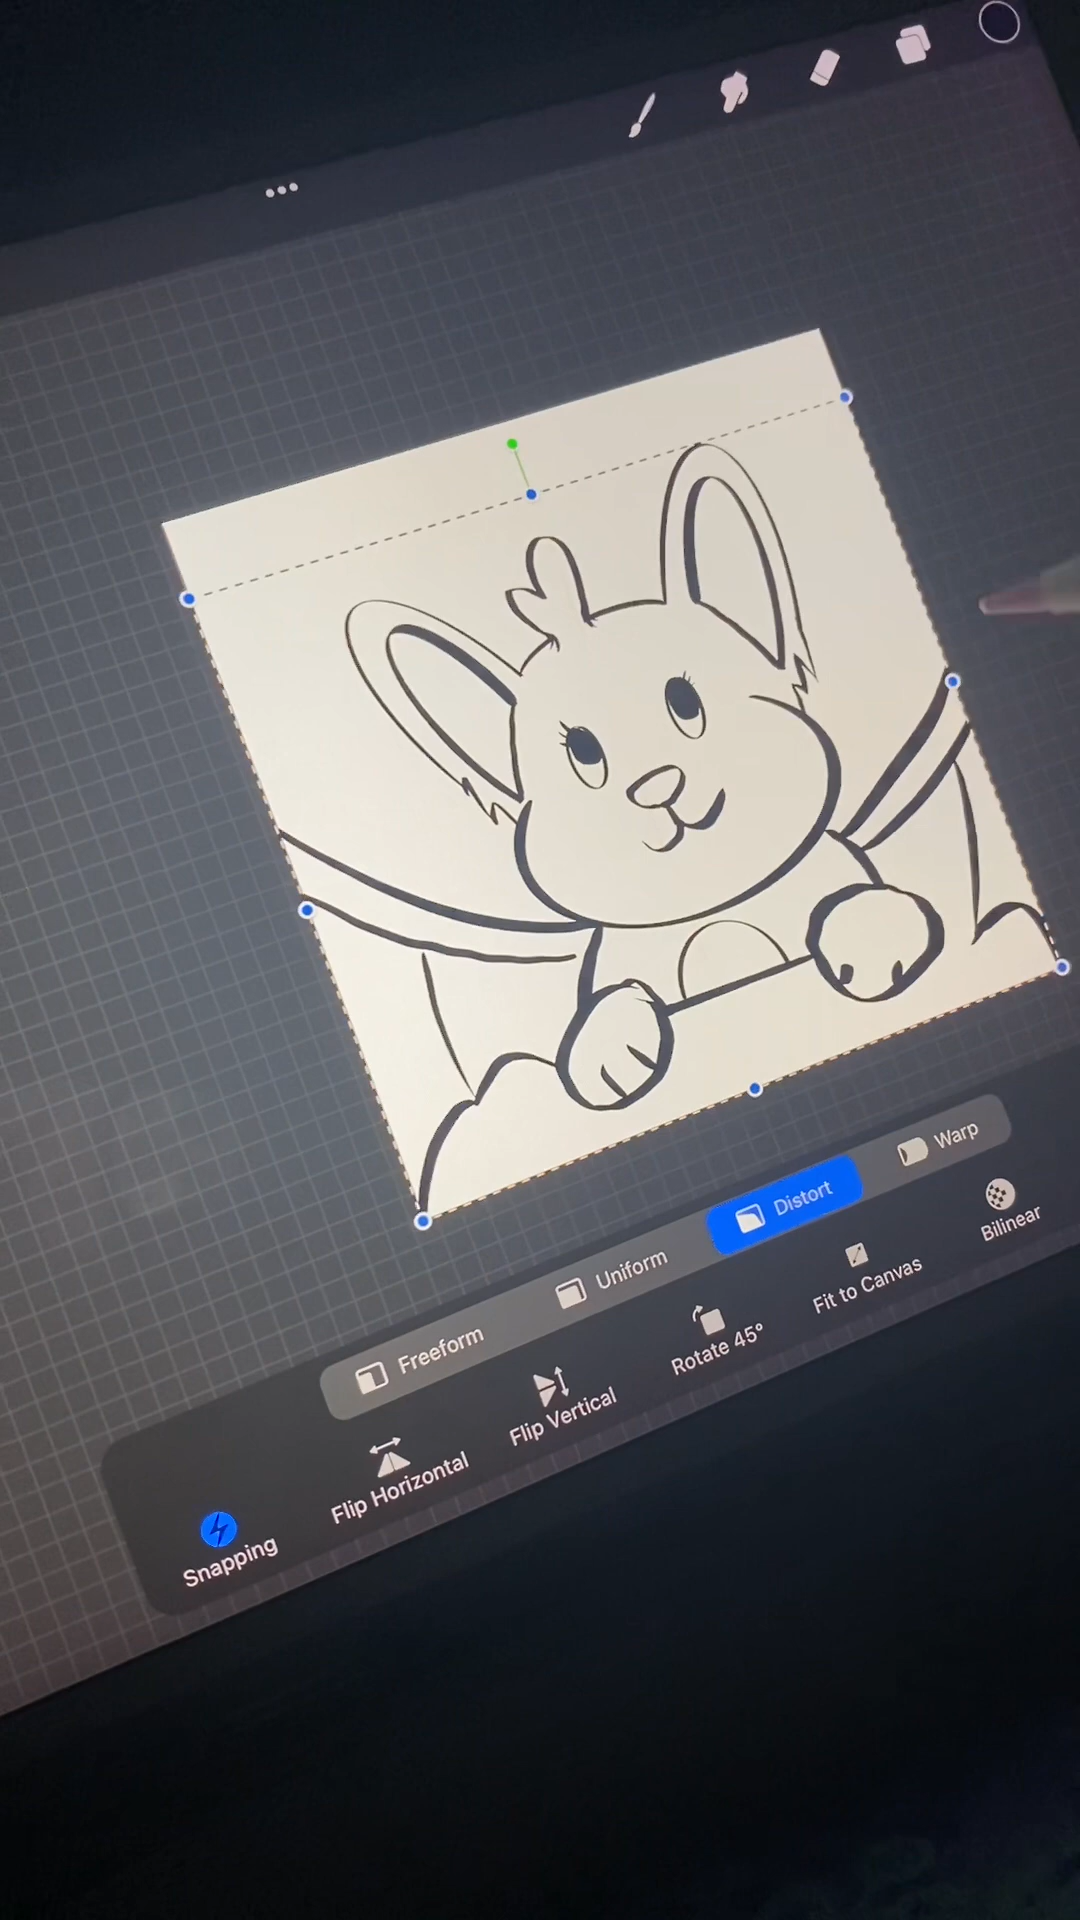 Freeform Uniform Distort Warp
Snapping Flip Horizontal Flip Vertical Rotate 45° Fit to Canvas Bilinear